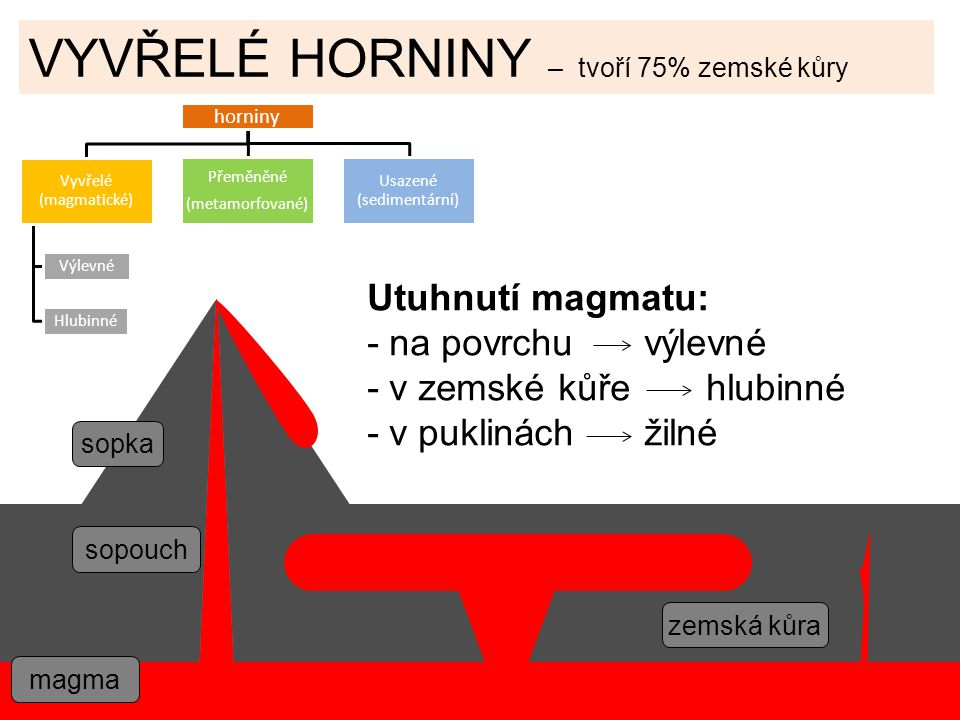 VYVŘELÉ HORNINY – tvoří 75% zemské kůry
horniny
Vyvřelé
(magmatické)
Přeměněné
(metamorfované)
Usazené
(sedimentární)
Výlevné
Hlubinné
Utuhnutí magmatu:
- na povrchu → výlevné
- v zemské kůře → hlubinné
- v puklinách → žilné
sopka
sopouch
zemská kůra
magma